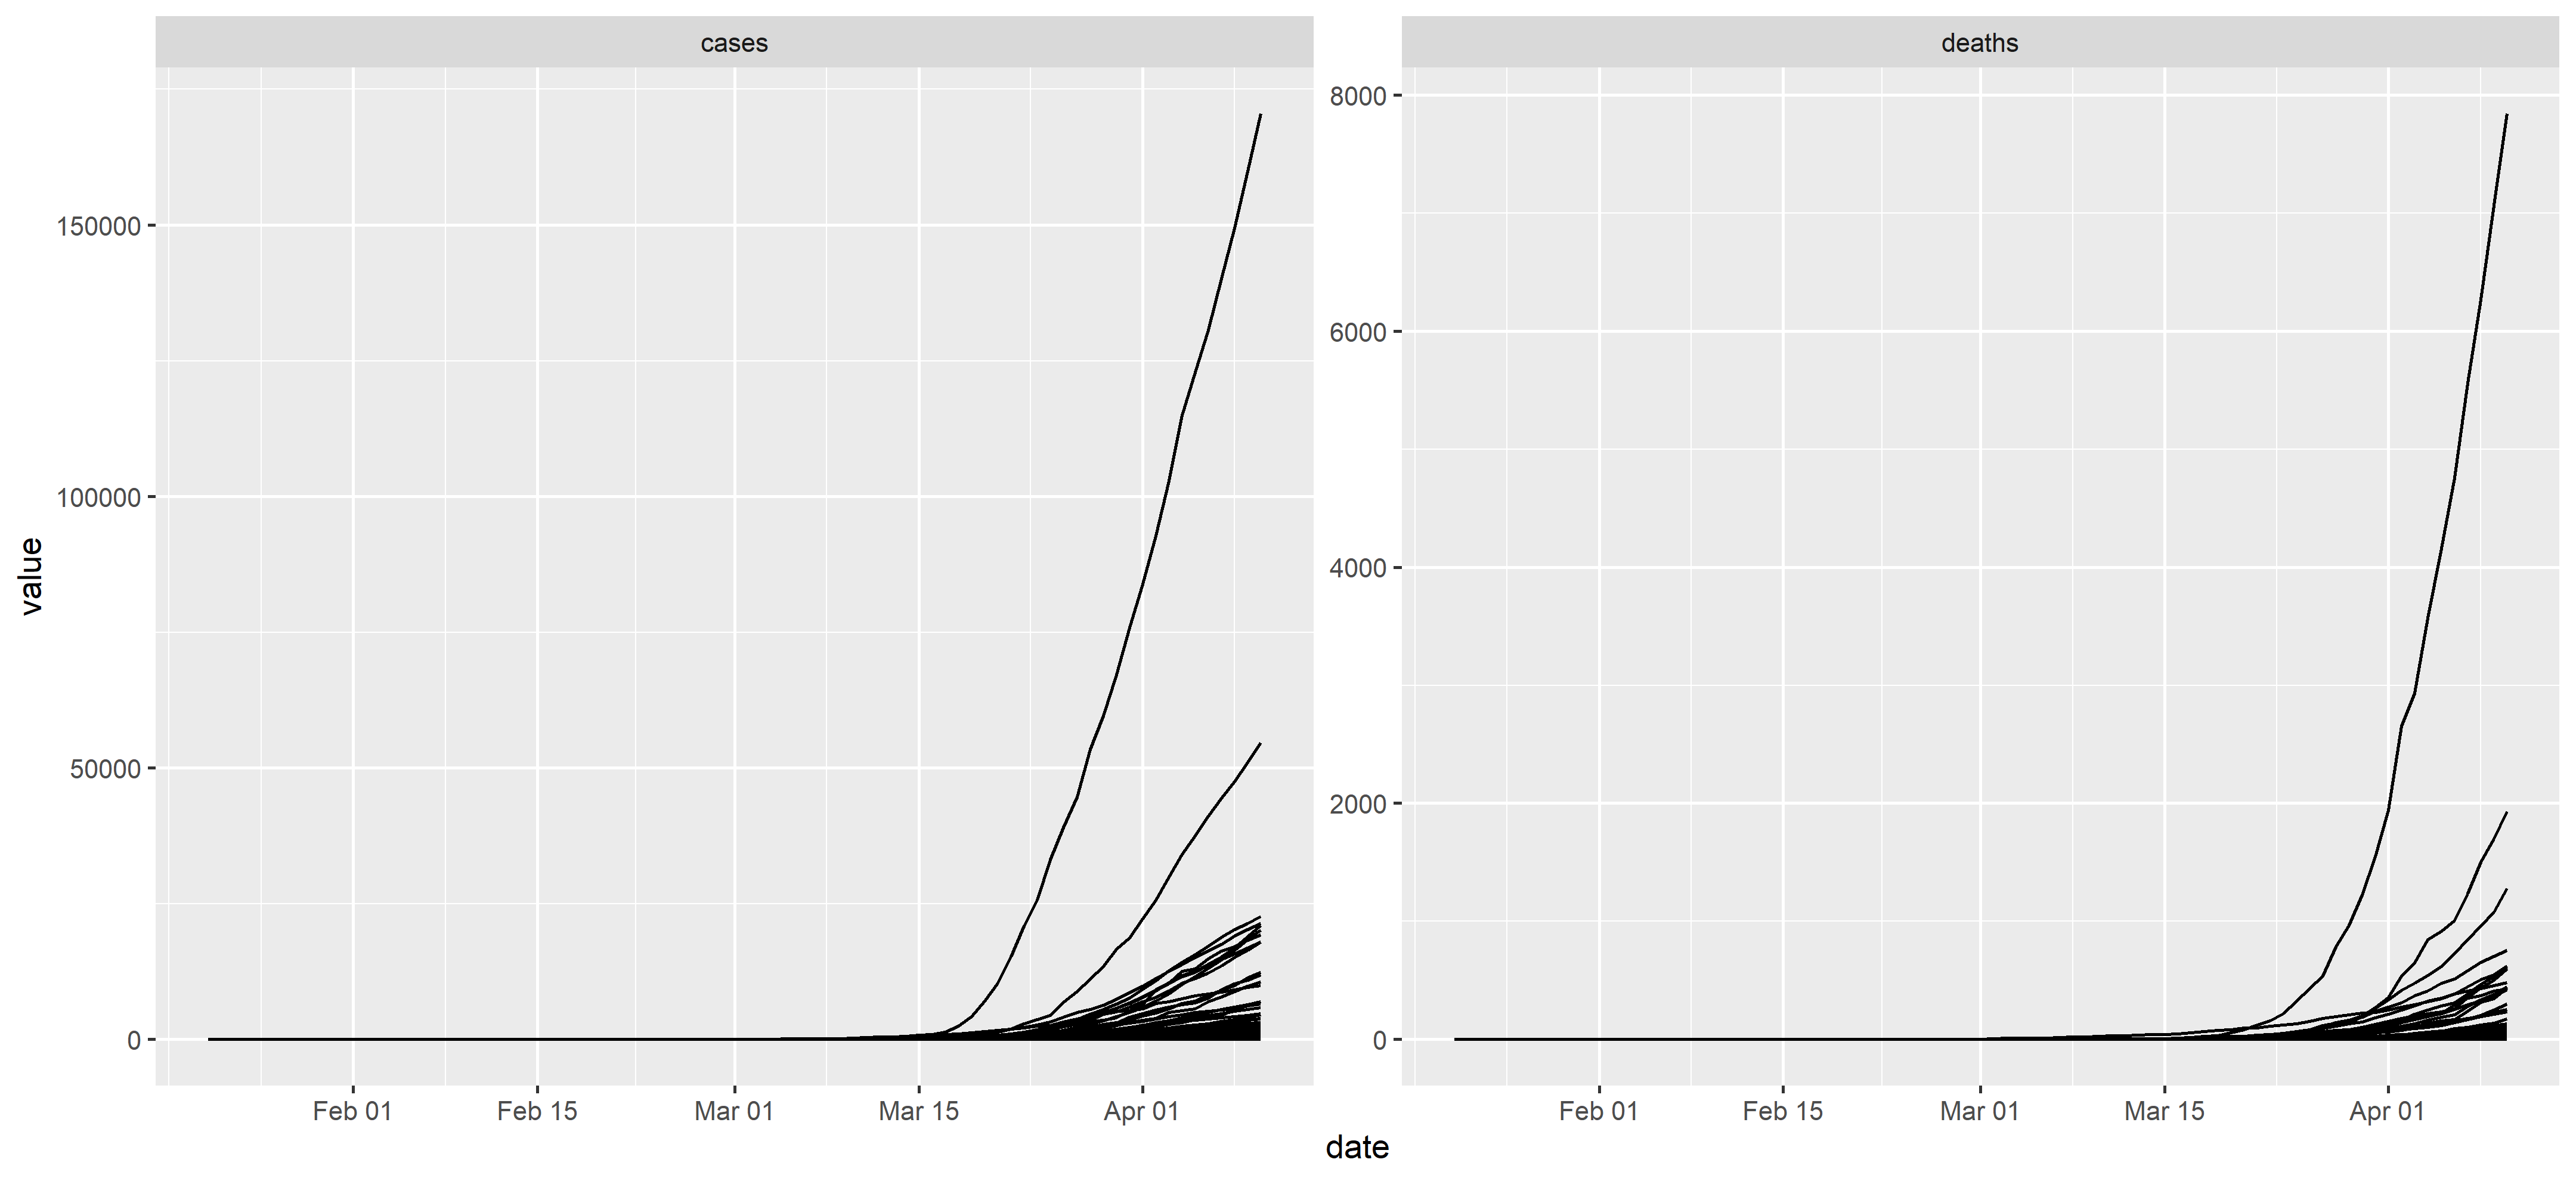 cases
deaths
value
150000
100000
50000
0
8000
6000
4000
2000
0
Feb 01 Feb 15 Mar 01 Mar 15 Apr 01
Feb 01 Feb 15 Mar 01 Mar 15 Apr 01
date